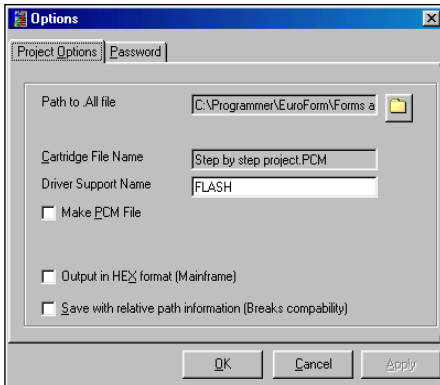 Options
Project Options Password
Path to .All file C:\Programmer\EuroForm\Forms a
Cartridge File Name Step by step project.PCM
Driver Support Name FLASH
Make PCM File
Output in HEX format (Mainframe)
Save with relative path information (Breaks compability)
OK Cancel Apply